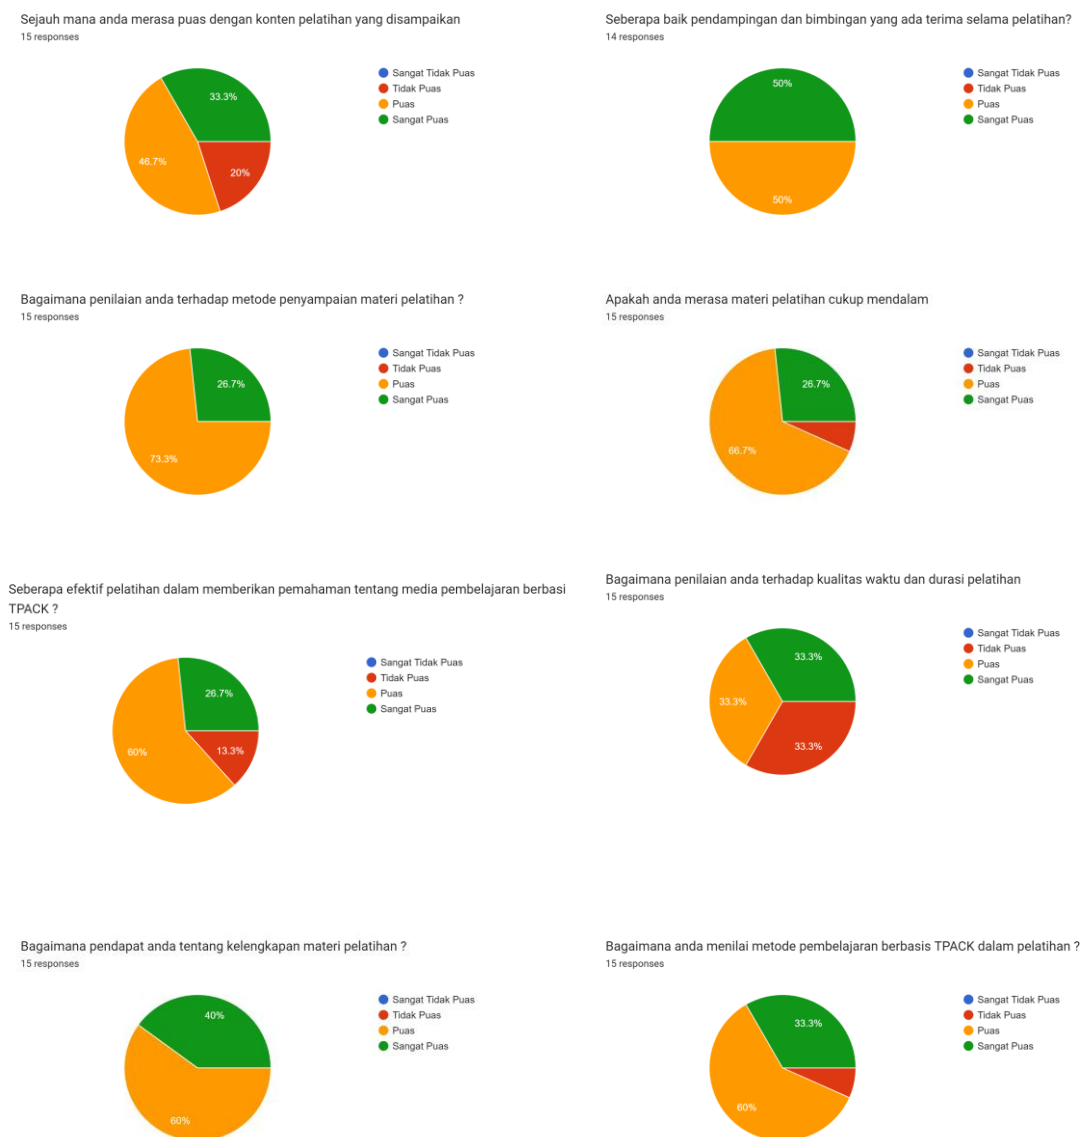 Sejauh mana anda merasa puas dengan konten pelatihan yang disampaikan
15 responses
Sangat Tidak Puas
Tidak Puas
Puas
Sangat Puas
33.3%
46.7%
20%
Seberapa baik pendampingan dan bimbingan yang ada terima selama pelatihan?
14 responses
Sangat Tidak Puas
Tidak Puas
Puas
Sangat Puas
50%
50%
Bagaimana penilaian anda terhadap metode penyampaian materi pelatihan ?
15 responses
Sangat Tidak Puas
Tidak Puas
Puas
Sangat Puas
26.7%
73.3%
Apakah anda merasa materi pelatihan cukup mendalam
15 responses
Sangat Tidak Puas
Tidak Puas
Puas
Sangat Puas
26.7%
66.7%
Seberapa efektif pelatihan dalam memberikan pemahaman tentang media pembelajaran berbasi
TPACK ?
15 responses
Sangat Tidak Puas
Tidak Puas
Puas
Sangat Puas
26.7%
60%
13.3%
Bagaimana penilaian anda terhadap kualitas waktu dan durasi pelatihan
15 responses
Sangat Tidak Puas
Tidak Puas
Puas
Sangat Puas
33.3%
33.3%
33.3%
Bagaimana pendapat anda tentang kelengkapan materi pelatihan ?
15 responses
Sangat Tidak Puas
Tidak Puas
Puas
Sangat Puas
40%
60%
Bagaimana anda menilai metode pembelajaran berbasis TPACK dalam pelatihan ?
15 responses
Sangat Tidak Puas
Tidak Puas
Puas
Sangat Puas
33.3%
60%